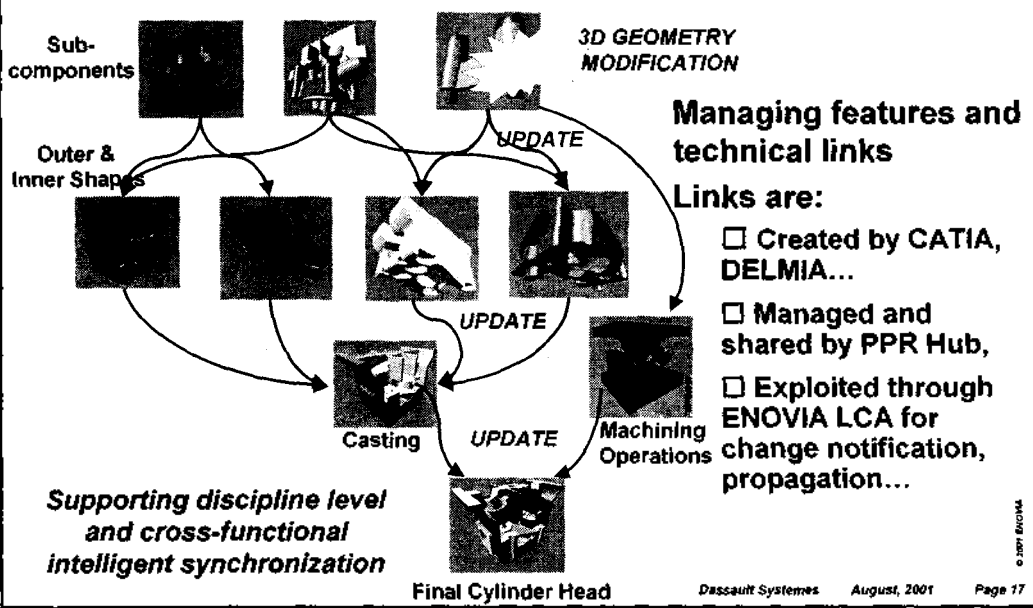 Sub-
components
3D GEOMETRY
MODIFICATION
Managing features and
technical links
UPDATE
Outer &
Inner Shapes
Links are:
☐ Created by CATIA,
DELMIA...
UPDATE
☐ Managed and
shared by PPR Hub,
☐ Exploited through
ENOVIA LCA for
change notification,
propagation...
Casting
UPDATE
Machining
Operations
Supporting discipline level
and cross-functional
intelligent synchronization
Final Cylinder Head
© 2001 ENOVIA
Dassault Systemes August, 2001 Page 17